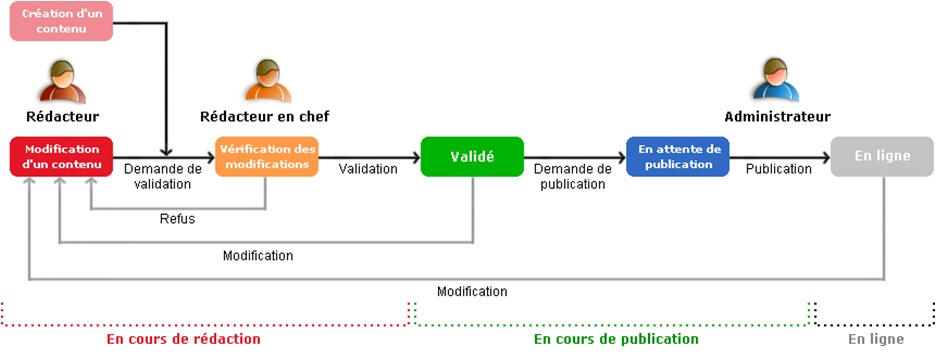 Création d'un
contenu
Rédacteur
Rédacteur en chef
Administrateur
Modification
d'un contenu
Demande de
validation
Vérification des
modifications
Validation
Validé
Demande de
publication
En attente de
publication
Publication
En ligne
Refus
Modification
Modification
En cours de rédaction
En cours de publication
En ligne